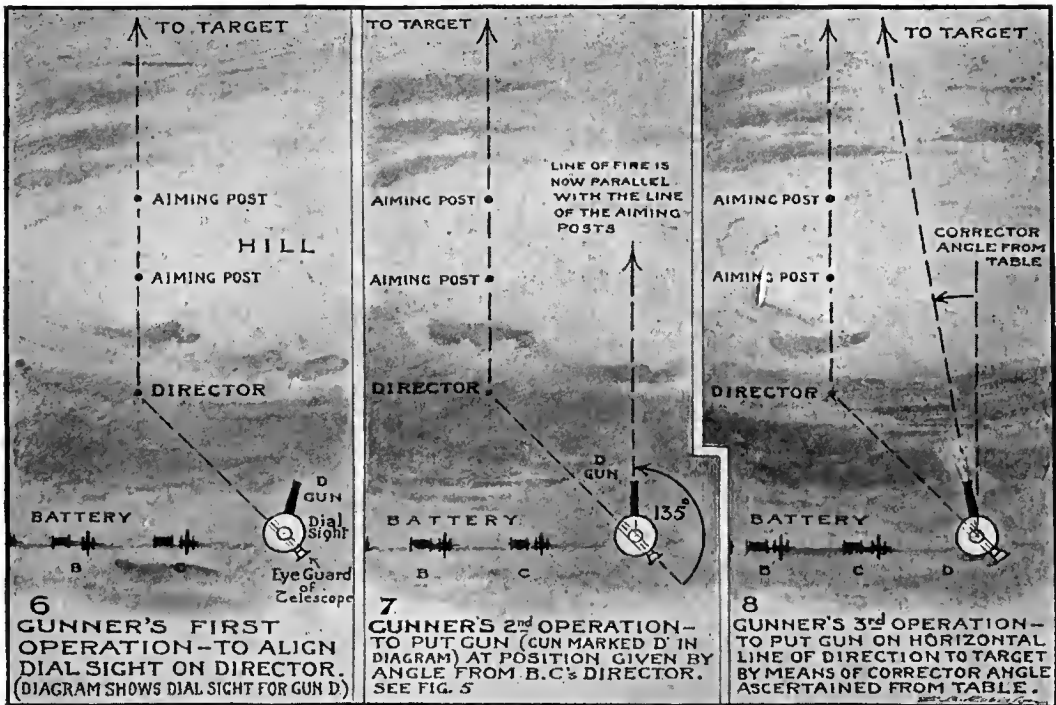 TO TARGET
AIMING POST
HILL
AIMING POST
DIRECTOR
D
GUN
BATTERY
Dial
Sight
B
C
Eye Guard
of
Telescope
6
GUNNER'S FIRST
OPERATION-TO ALIGN
DIAL SIGHT ON DIRECTOR.
(DIAGRAM SHOWS DIAL SIGHT FOR GUN D.)
TO TARGET
LINE OF FIRE IS
NOW PARALLEL
WITH THE LINE
OF THE AIMING
POSTS
AIMING POST
AIMING POST
DIRECTOR
D
GUN
135°
BATTERY
B
C
7
GUNNER'S 2nd OPERATION-
TO PUT GUN (GUN MARKED 'D' IN
DIAGRAM) AT POSITION GIVEN BY
ANGLE FROM B.C's DIRECTOR.
SEE FIG. 5
TO TARGET
AIMING POST
CORRECTOR
ANGLE FROM
TABLE
AIMING POST
DIRECTOR
BATTERY
B
C
D
8
GUNNER'S 3rd OPERATION-
TO PUT GUN ON HORIZONTAL
LINE OF DIRECTION TO TARGET
BY MEANS OF CORRECTOR ANGLE
ASCERTAINED FROM TABLE.